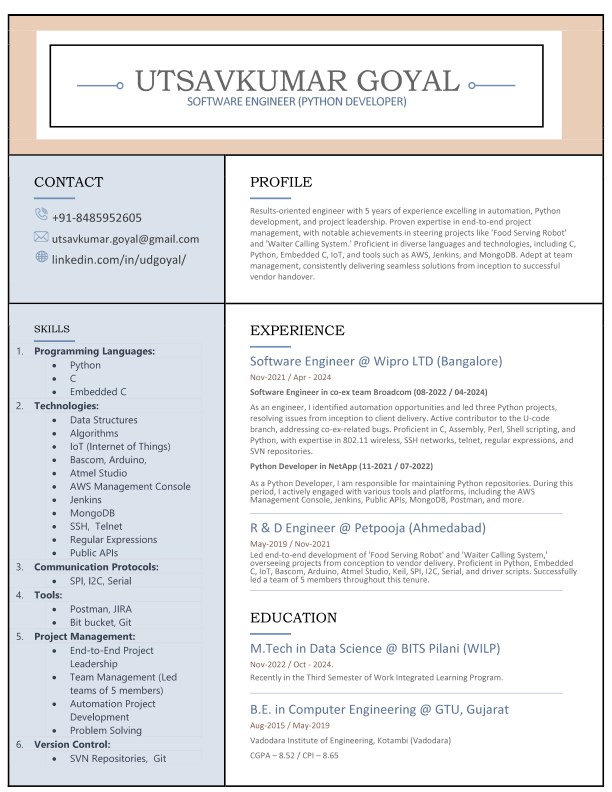 UTSAVKUMAR GOYAL
SOFTWARE ENGINEER (PYTHON DEVELOPER)
CONTACT
+91-8485952605
utsavkumar.goyal@gmail.com
linkedin.com/in/udgoyal/
PROFILE
Results-oriented engineer with 5 years of experience excelling in automation, Python
development, and project leadership. Proven expertise in end-to-end project
management, with notable achievements in steering projects like 'Food Serving Robot'
and 'Waiter Calling System.' Proficient in diverse languages and technologies, including C,
Python, Embedded C, IoT, and tools such as AWS, Jenkins, and MongoDB. Adept at team
management, consistently delivering seamless solutions from inception to successful
vendor handover.
SKILLS
1. Programming Languages:
• Python
• C
• Embedded C
2. Technologies:
• Data Structures
• Algorithms
• IoT (Internet of Things)
• Bascom, Arduino,
• Atmel Studio
• AWS Management Console
• Jenkins
• MongoDB
• SSH, Telnet
• Regular Expressions
• Public APIs
3. Communication Protocols:
• SPI, I2C, Serial
4. Tools:
• Postman, JIRA
• Bit bucket, Git
5. Project Management:
• End-to-End Project
Leadership
• Team Management (Led
teams of 5 members)
• Automation Project
Development
• Problem Solving
6. Version Control:
• SVN Repositories, Git
EXPERIENCE
Software Engineer @ Wipro LTD (Bangalore)
Nov-2021 / Apr - 2024
Software Engineer in co-ex team Broadcom (08-2022 / 04-2024)
As an engineer, I identified automation opportunities and led three Python projects,
resolving issues from inception to client delivery. Active contributor to the U-code
branch, addressing co-ex-related bugs. Proficient in C, Assembly, Perl, Shell scripting, and
Python, with expertise in 802.11 wireless, SSH networks, telnet, regular expressions, and
SVN repositories.
Python Developer in NetApp (11-2021 / 07-2022)
As a Python Developer, I am responsible for maintaining Python repositories. During this
period, I actively engaged with various tools and platforms, including the AWS
Management Console, Jenkins, Public APIs, MongoDB, Postman, and more.
R & D Engineer @ Petpooja (Ahmedabad)
May-2019 / Nov-2021
Led end-to-end development of 'Food Serving Robot' and 'Waiter Calling System,'
overseeing projects from conception to vendor delivery. Proficient in Python, Embedded
C, IoT, Bascom, Arduino, Atmel Studio, Keil, SPI, I2C, Serial, and driver scripts. Successfully
led a team of 5 members throughout this tenure.
EDUCATION
M.Tech in Data Science @ BITS Pilani (WILP)
Nov-2022 / Oct - 2024.
Recently in the Third Semester of Work Integrated Learning Program.
B.E. in Computer Engineering @ GTU, Gujarat
Aug-2015 / May-2019
Vadodara Institute of Engineering, Kotambi (Vadodara)
CGPA – 8.52 / CPI – 8.65